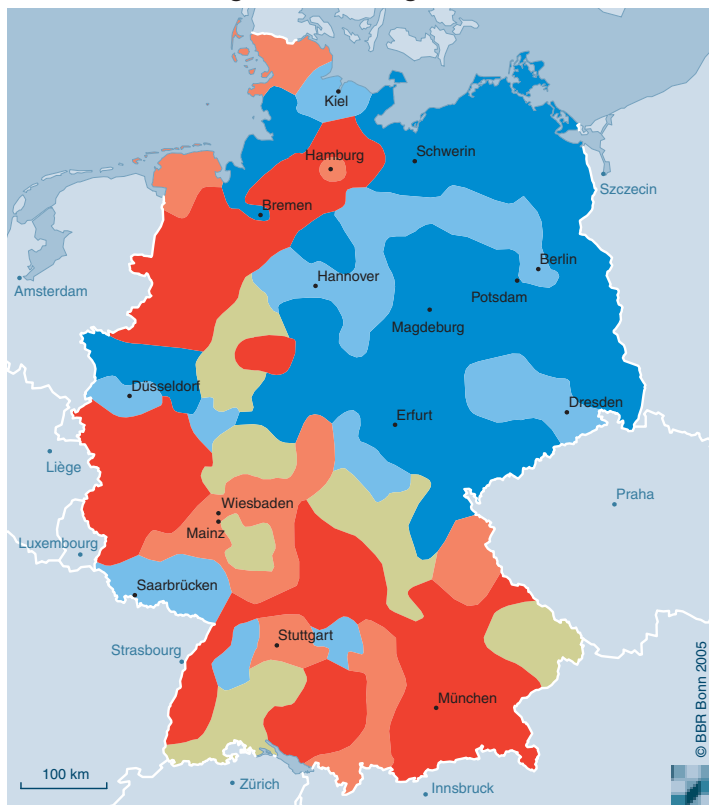 Kiel
Hamburg
Schwerin
Szczecin
Bremen
Berlin
Hannover
Potsdam
Amsterdam
Magdeburg
Düsseldorf
Dresden
Erfurt
Liège
Praha
Wiesbaden
Mainz
Luxembourg
Saarbrücken
Stuttgart
Strasbourg
München
© BBR Bonn 2005
100 km
Zürich
Innsbruck